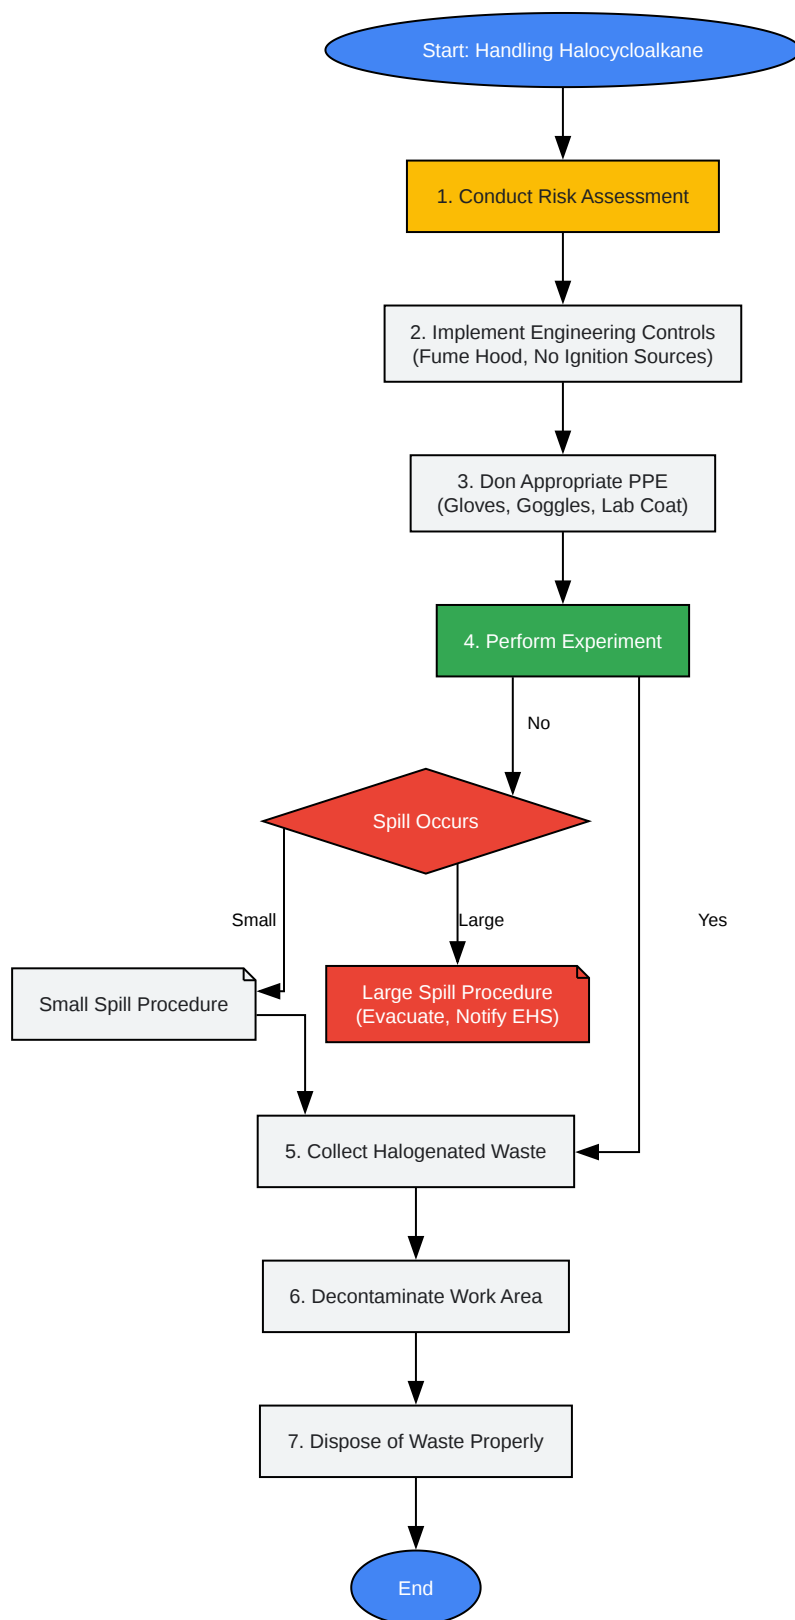 Start: Handling Halocycloalkane
1. Conduct Risk Assessment
2. Implement Engineering Controls
(Fume Hood, No Ignition Sources)
3. Don Appropriate PPE
(Gloves, Goggles, Lab Coat)
4. Perform Experiment
No
Spill Occurs
Small
Large
Yes
Small Spill Procedure
Large Spill Procedure
(Evacuate, Notify EHS)
5. Collect Halogenated Waste
6. Decontaminate Work Area
7. Dispose of Waste Properly
End